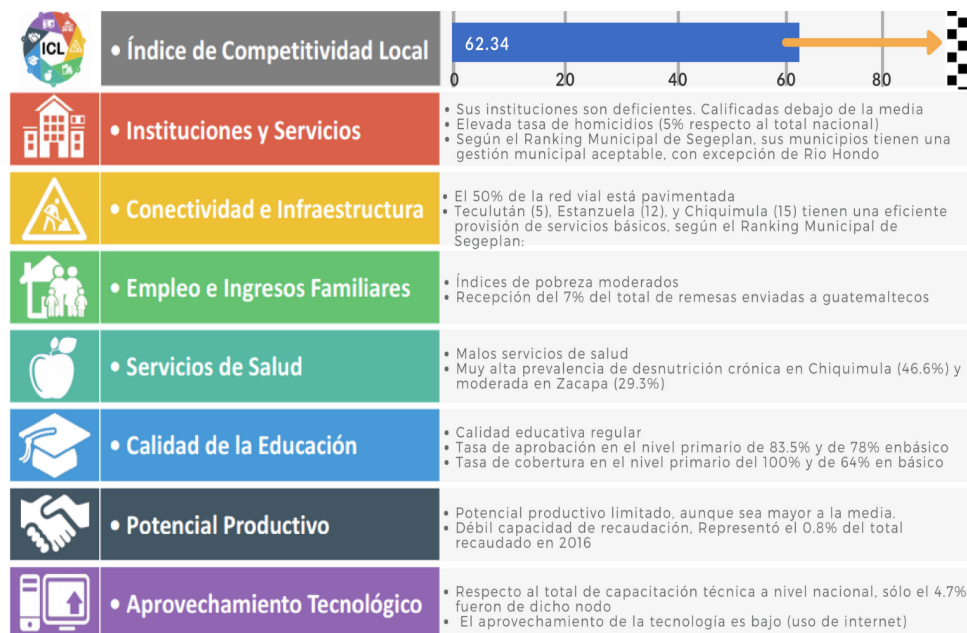 ICL
• Índice de Competitividad Local
62.34
0 20 40 60 80
• Instituciones y Servicios
• Sus instituciones son deficientes. Calificadas debajo de la media
• Elevada tasa de homicidios (5% respecto al total nacional)
• Según el Ranking Municipal de Segeplan, sus municipios tienen una
gestión municipal aceptable, con excepción de Rio Hondo
• Conectividad e Infraestructura
• El 50% de la red vial está pavimentada
• Teculután (5), Estanzuela (12), y Chiquimula (15) tienen una eficiente
provisión de servicios básicos, según el Ranking Municipal de
Segeplan:
• Empleo e Ingresos Familiares
• Índices de pobreza moderados
• Recepción del 7% del total de remesas enviadas a guatemaltecos
• Servicios de Salud
• Malos servicios de salud
• Muy alta prevalencia de desnutrición crónica en Chiquimula (46.6%) y
moderada en Zacapa (29.3%)
• Calidad de la Educación
• Calidad educativa regular
• Tasa de aprobación en el nivel primario de 83.5% y de 78% enbásico
• Tasa de cobertura en el nivel primario del 100% y de 64% en básico
• Potencial Productivo
• Potencial productivo limitado, aunque sea mayor a la media.
• Débil capacidad de recaudación, Representó el 0.8% del total
recaudado en 2016
• Aprovechamiento Tecnológico
• Respecto al total de capacitación técnica a nivel nacional, sólo el 4.7%
fueron de dicho nodo
• El aprovechamiento de la tecnología es bajo (uso de internet)